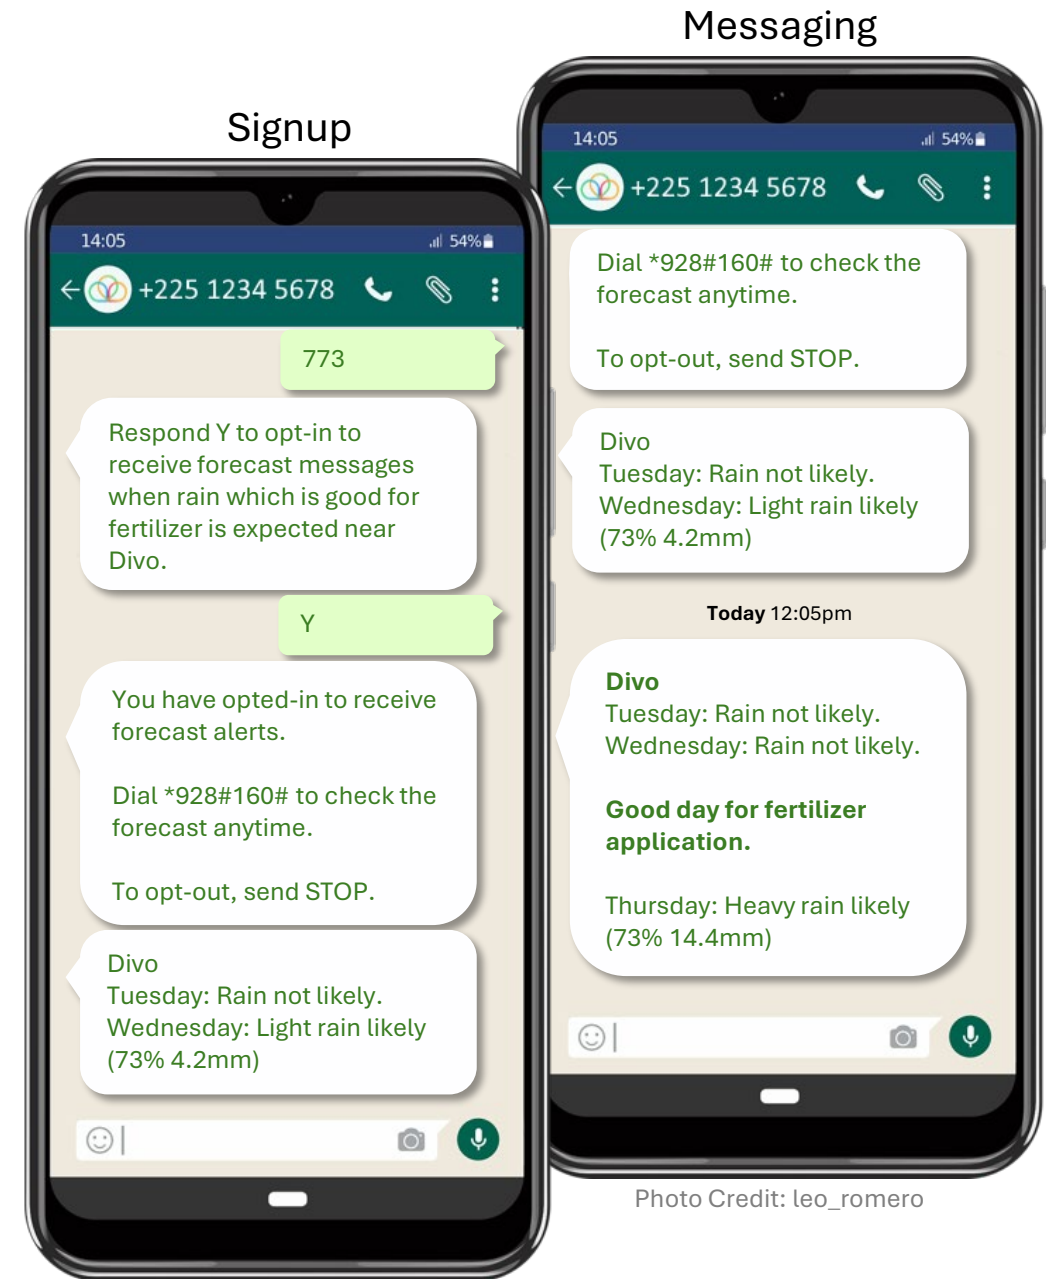 Signup
14:05
54%
+225 1234 5678
773
Respond Y to opt-in to
receive forecast messages
when rain which is good for
fertilizer is expected near
Divo.
Y
You have opted-in to receive
forecast alerts.
Dial *928#160# to check the
forecast anytime.
To opt-out, send STOP.
Divo
Tuesday: Rain not likely.
Wednesday: Light rain likely
(73% 4.2mm)
Messaging
14:05
54%
+225 1234 5678
Dial *928#160# to check the
forecast anytime.
To opt-out, send STOP.
Divo
Tuesday: Rain not likely.
Wednesday: Light rain likely
(73% 4.2mm)
Today 12:05pm
Divo
Tuesday: Rain not likely.
Wednesday: Rain not likely.
Good day for fertilizer
application.
Thursday: Heavy rain likely
(73% 14.4mm)
Photo Credit: leo_romero